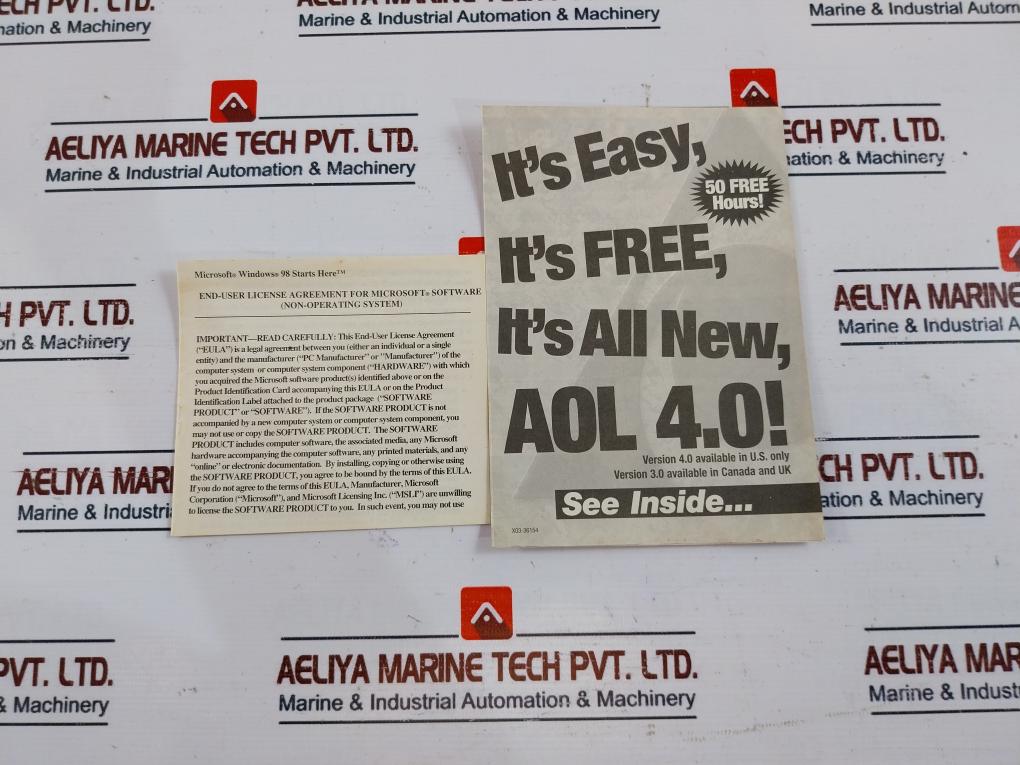 ECH PVT. LTD.
mation & Machinery
AELIYA MARINE TECH PVT. LTD.
Marine & Industrial Automation & Machinery
Marine & Industrial Autom
AELIYA MARINE TECH PVT. LTD.
Marine & Industrial Automation & Machinery
CH PVT. LTD.
ation & Machinery
H PVT. LTD.
on & Machinery
AELIYA MARINE
Marine & Industrial A
Microsoft® Windows® 98 Starts Here™
END-USER LICENSE AGREEMENT FOR MICROSOFT® SOFTWARE
(NON-OPERATING SYSTEM)
IMPORTANT—READ CAREFULLY: This End-User License Agreement
("EULA") is a legal agreement between you (either an individual or a single
entity) and the manufacturer ("PC Manufacturer" or "Manufacturer") of the
computer system or computer system component ("HARDWARE") with which
you acquired the Microsoft software product(s) identified above or on the
Product Identification Card accompanying this EULA or on the Product
Identification Label attached to the product package ("SOFTWARE
PRODUCT" or "SOFTWARE"). If the SOFTWARE PRODUCT is not
accompanied by a new computer system or computer system component, you
may not use or copy the SOFTWARE PRODUCT. The SOFTWARE
PRODUCT includes computer software, the associated media, any Microsoft
hardware accompanying the computer software, any printed materials, and any
"online" or electronic documentation. By installing, copying or otherwise using
the SOFTWARE PRODUCT, you agree to be bound by the terms of this EULA.
If you do not agree to the terms of this EULA, Manufacturer, Microsoft
Corporation ("Microsoft"), and Microsoft Licensing Inc. ("MSLI") are unwilling
to license the SOFTWARE PRODUCT to you. In such event, you may not use
It's Easy,
50 FREE
Hours!
It's FREE,
It's All New,
AOL 4.0!
Version 4.0 available in U.S. only
Version 3.0 available in Canada and UK
See Inside...
X03-36154
AELIYA MAR
Marine & Industri
CH PVT. LTD.
ation & Machinery
PVT. LTD.
& Machinery
AELIYA MARINE TECH PVT. LTD.
Marine & Industrial Automation & Machinery
AELIYA MAR
Marine & Indust